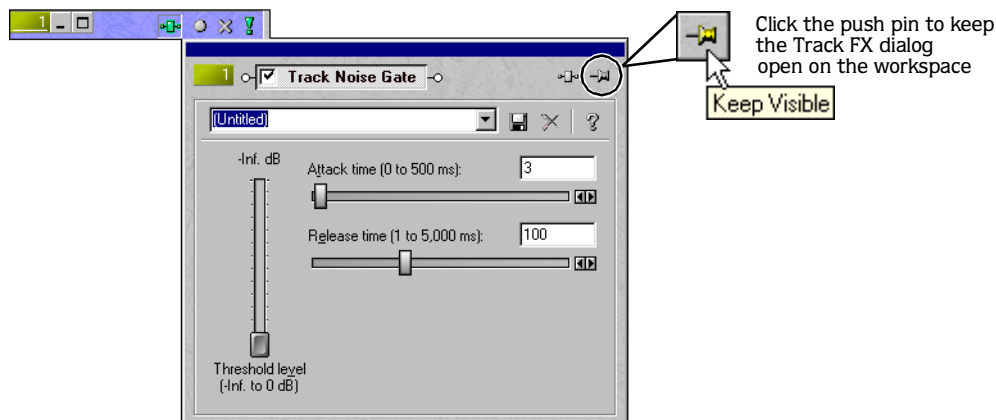 1
1 Track Noise Gate
(Untitled)
-Inf. dB
Attack time (0 to 500 ms): 3
Release time (1 to 5,000 ms): 100
Threshold level
(-Inf. to 0 dB)
Click the push pin to keep
the Track FX dialog
open on the workspace
Keep Visible